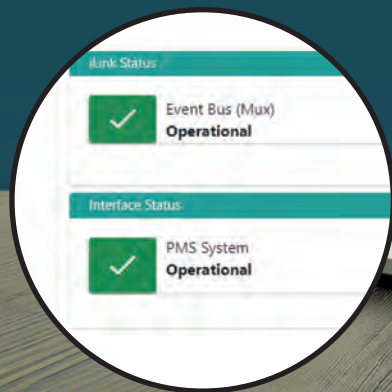 iLink Status
Event Bus (Mux)
Operational
Interface Status
PMS System
Operational